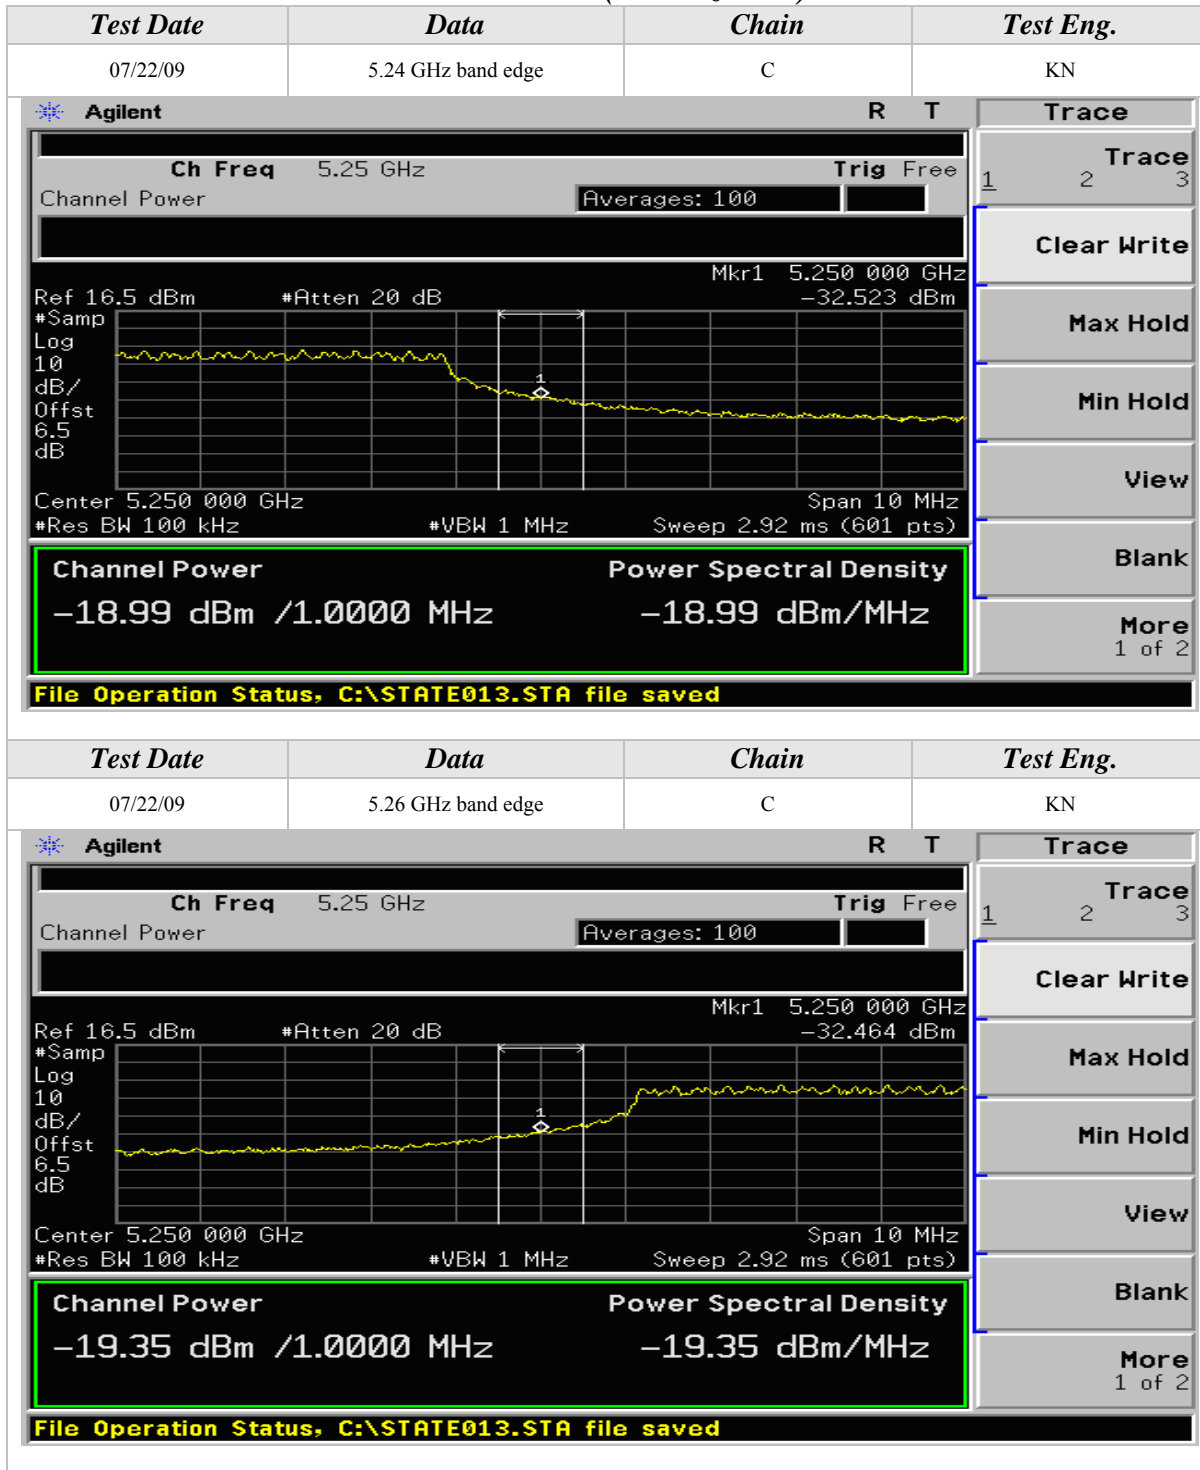 Test Date Data Chain Test Eng.
07/22/09 5.24 GHz band edge C KN
Agilent R T Trace
Ch Freq 5.25 GHz Trig Free
Channel Power Averages: 100
Trace
1 2 3
Clear Write
Mkr1 5.250 000 GHz
Ref 16.5 dBm #Atten 20 dB -32.523 dBm
#Samp
Log
10
dB/
Offst
6.5
dB
1
Max Hold
Min Hold
View
Center 5.250 000 GHz Span 10 MHz
#Res BW 100 kHz #VBW 1 MHz Sweep 2.92 ms (601 pts)
Blank
Channel Power Power Spectral Density
-18.99 dBm /1.0000 MHz -18.99 dBm/MHz
More
1 of 2
File Operation Status, C:\STATE013.STA file saved
Test Date Data Chain Test Eng.
07/22/09 5.26 GHz band edge C KN
Agilent R T Trace
Ch Freq 5.25 GHz Trig Free
Channel Power Averages: 100
Trace
1 2 3
Clear Write
Mkr1 5.250 000 GHz
Ref 16.5 dBm #Atten 20 dB -32.464 dBm
#Samp
Log
10
dB/
Offst
6.5
dB
1
Max Hold
Min Hold
View
Center 5.250 000 GHz Span 10 MHz
#Res BW 100 kHz #VBW 1 MHz Sweep 2.92 ms (601 pts)
Blank
Channel Power Power Spectral Density
-19.35 dBm /1.0000 MHz -19.35 dBm/MHz
More
1 of 2
File Operation Status, C:\STATE013.STA file saved